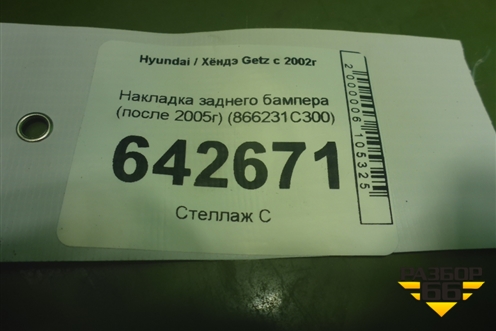 Hyundai / Хёндэ Getz с 2002г
Накладка заднего бампера
(после 2005г) (866231C300)
642671
Стеллаж С
2000006105325
РАЗБОР
66